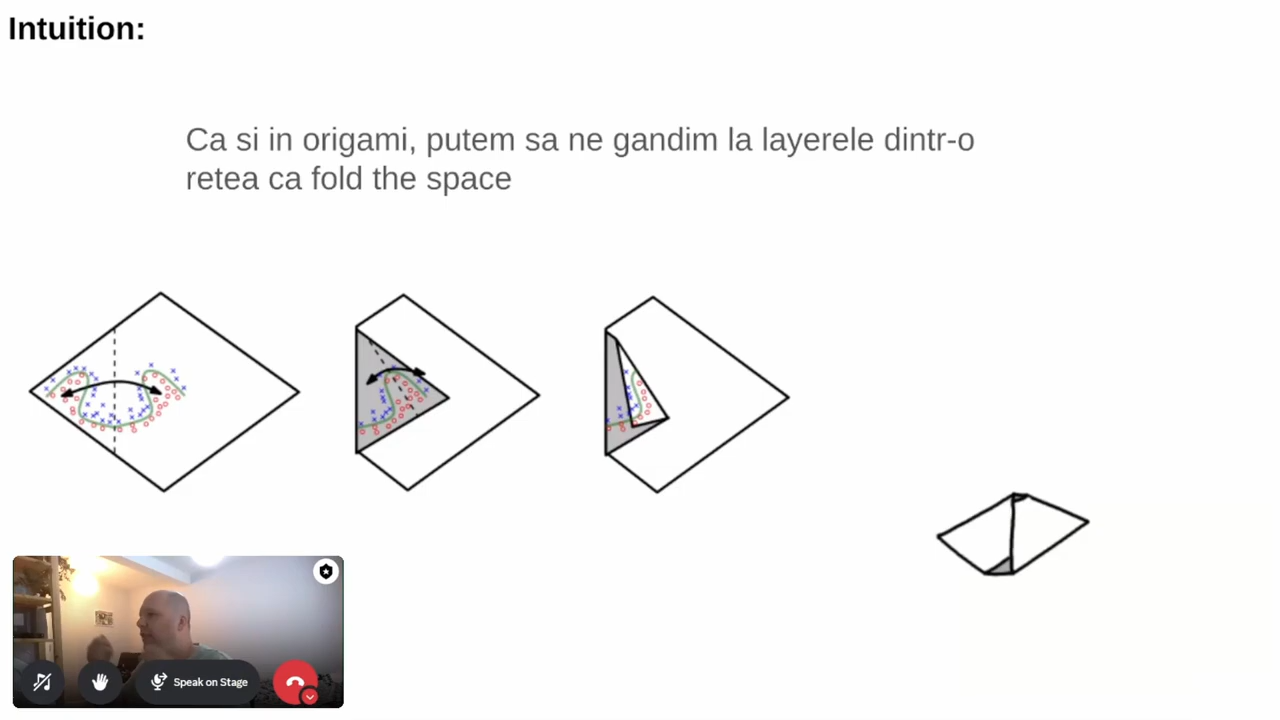 Intuition:
Ca si in origami, putem sa ne gandim la layerele dintr-o
retea ca fold the space
Speak on Stage